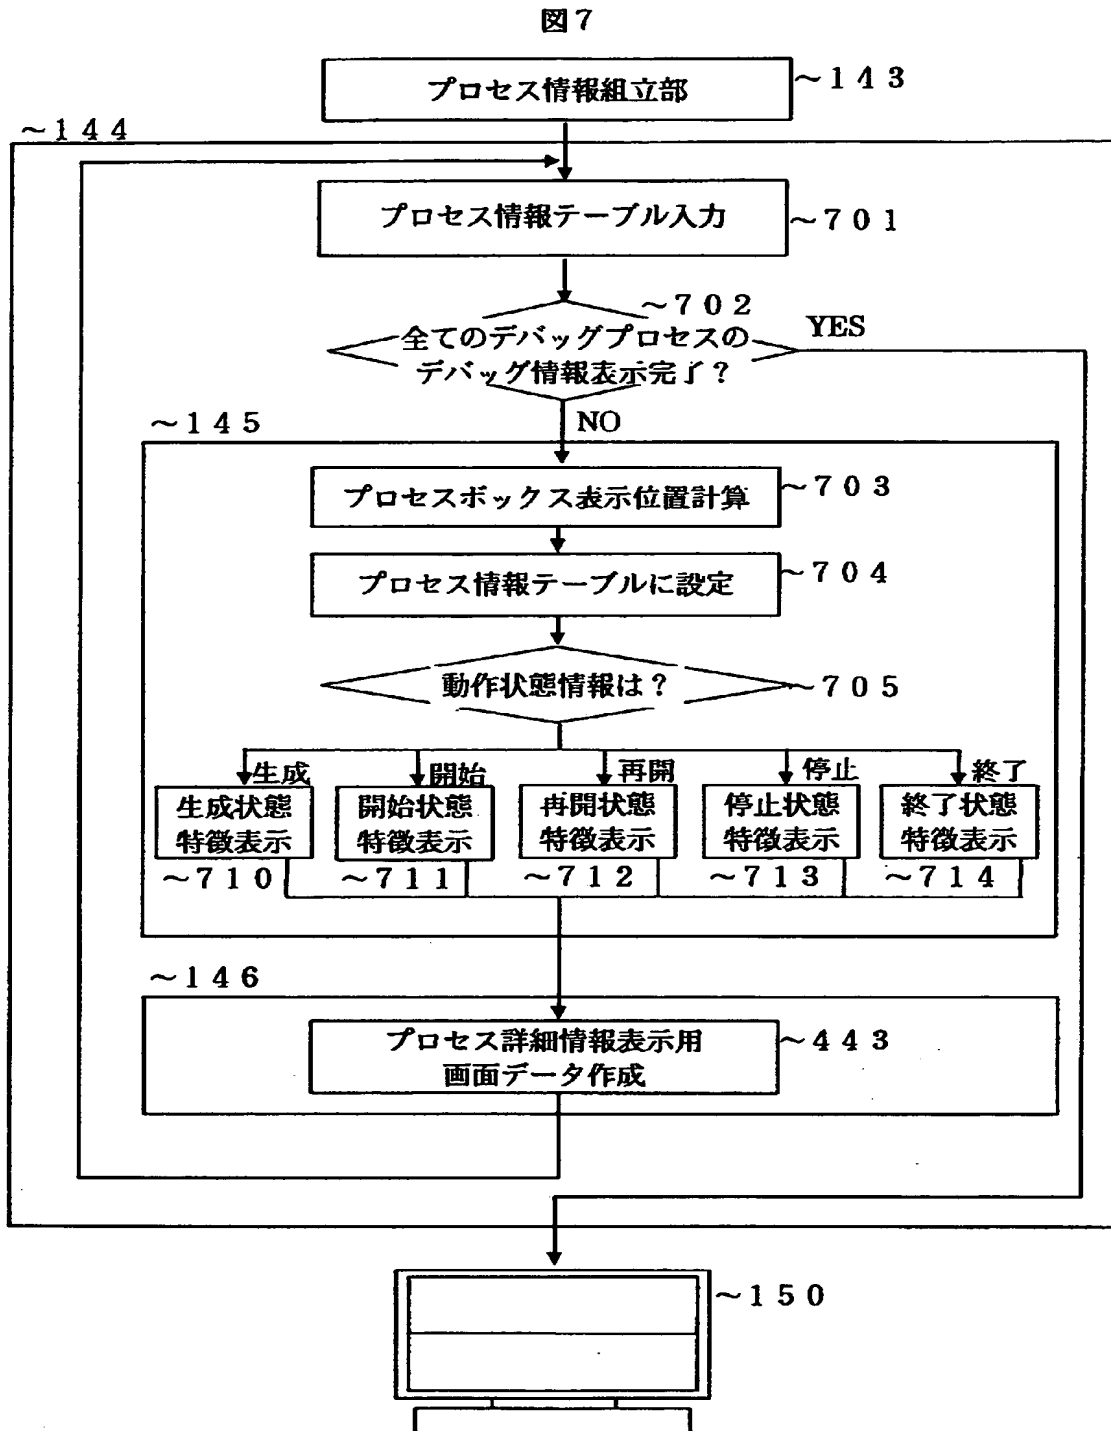 図７
プロセス情報組立部
～１４３
～１４４
プロセス情報テーブル入力
～７０１
～７０２
全てのデバッグプロセスの
デバッグ情報表示完了？
YES
～１４５
NO
プロセスボックス表示位置計算
～７０３
プロセス情報テーブルに設定
～７０４
動作状態情報は？
～７０５
生成
開始
再開
停止
終了
生成状態
特徴表示
開始状態
特徴表示
再開状態
特徴表示
停止状態
特徴表示
終了状態
特徴表示
～７１０
～７１１
～７１２
～７１３
～７１４
～１４６
プロセス詳細情報表示用
画面データ作成
～４４３
～１５０